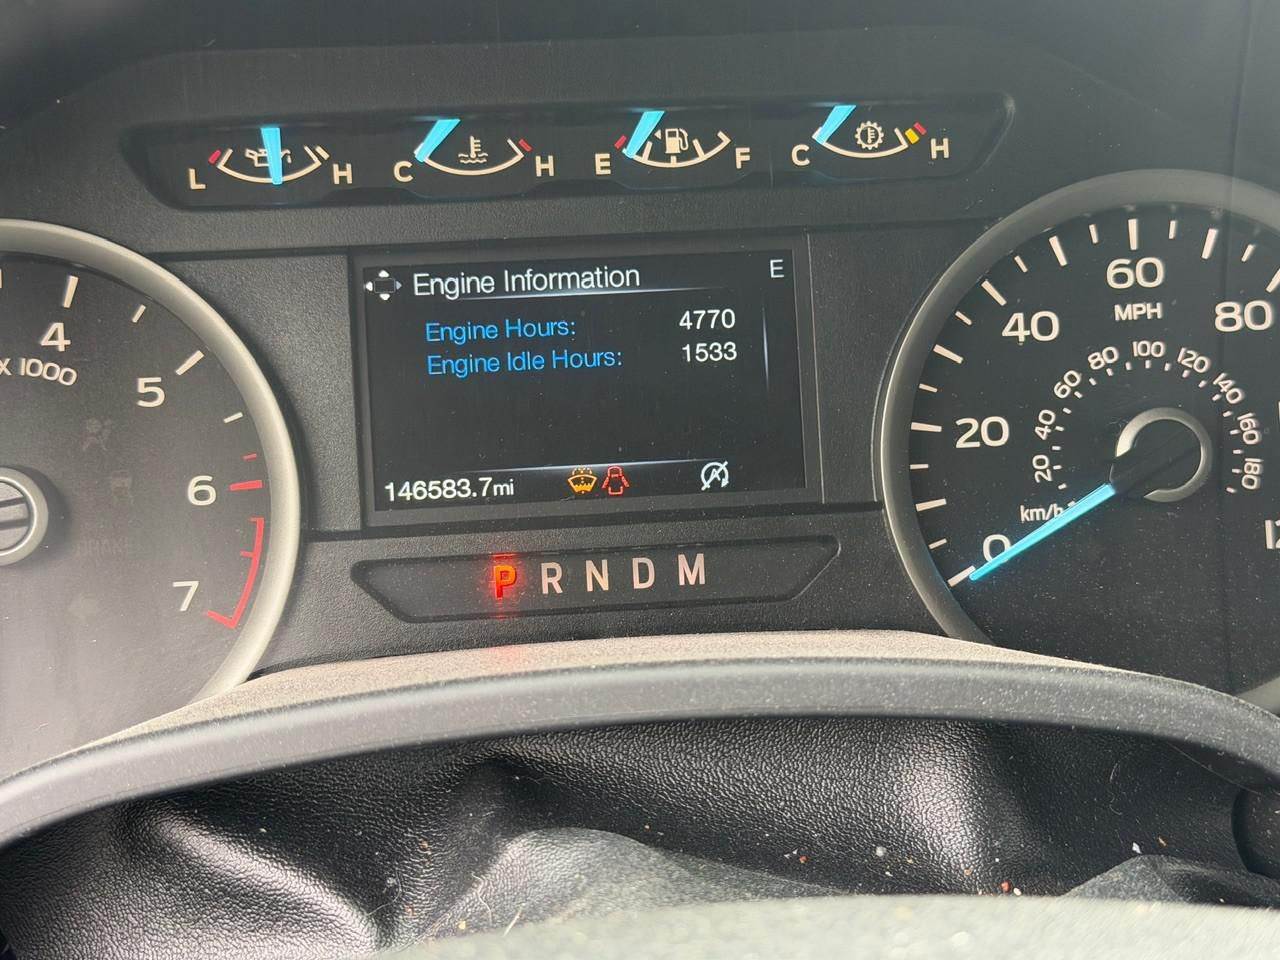 L H C H E F C H
Engine Information E
Engine Hours: 4770
Engine Idle Hours: 1533
146583.7mi
P R N D M
4
X 1000
5
6
7
BRAKE
0 20 40 60 80
MPH
20 40 60 80 100 120 140 160 180
km/h